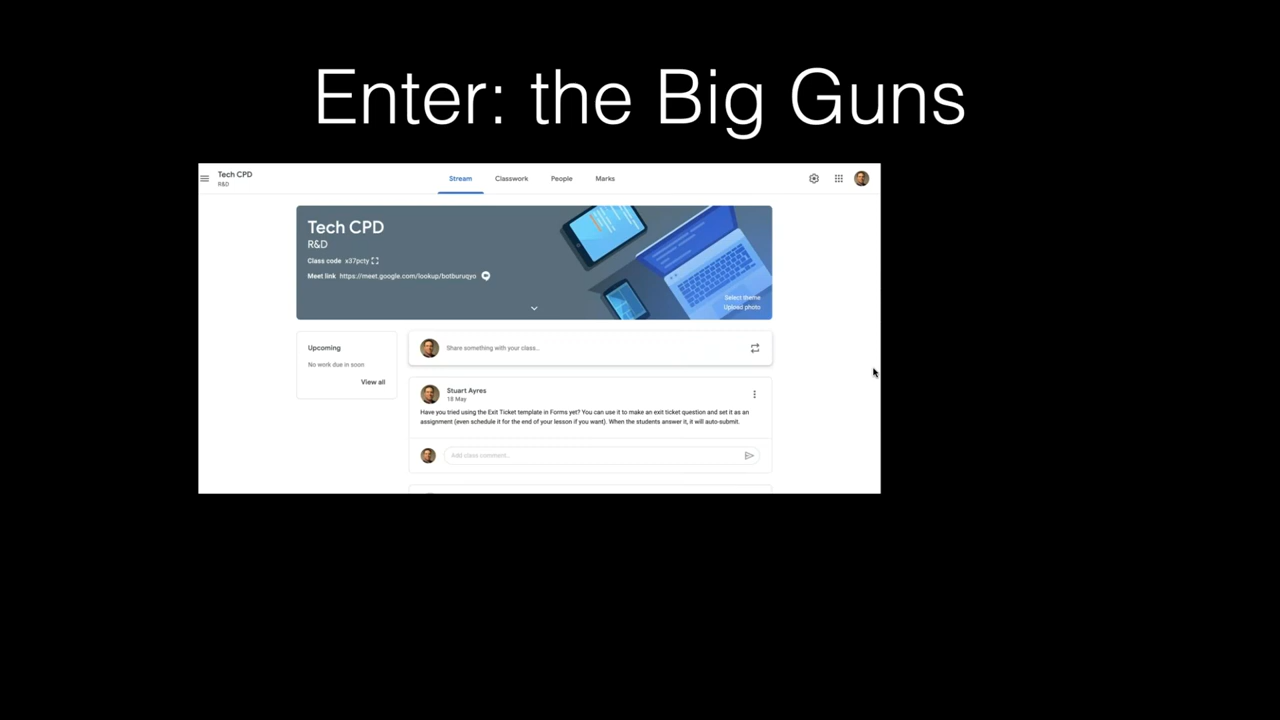 Enter: the Big Guns
Tech CPD
R&D
Stream
Classwork
People
Marks
Tech CPD
R&D
Class code x37pcty
Meet link https://meet.google.com/lookup/botburuqyo
Select theme
Upload photo
Upcoming
No work due in soon
View all
Share something with your class...
Stuart Ayres
18 May
Have you tried using the Exit Ticket template in Forms yet? You can use it to make an exit ticket question and set it as an
assignment (even schedule it for the end of your lesson if you want). When the students answer it, it will auto-submit.
Add class comment...